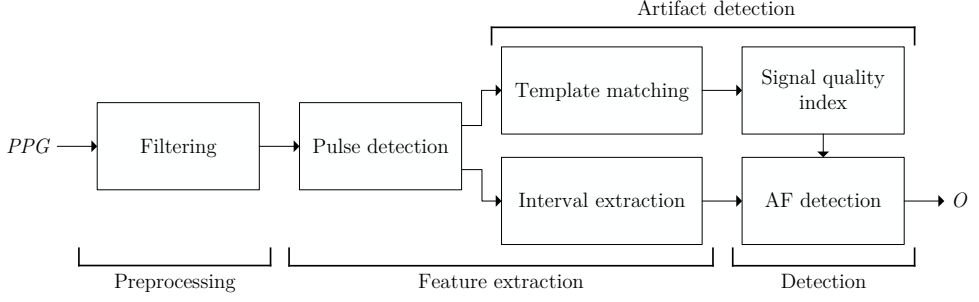 Artifact detection
Template matching
Signal quality
index
PPG
Filtering
Pulse detection
Interval extraction
AF detection
O
Preprocessing
Feature extraction
Detection